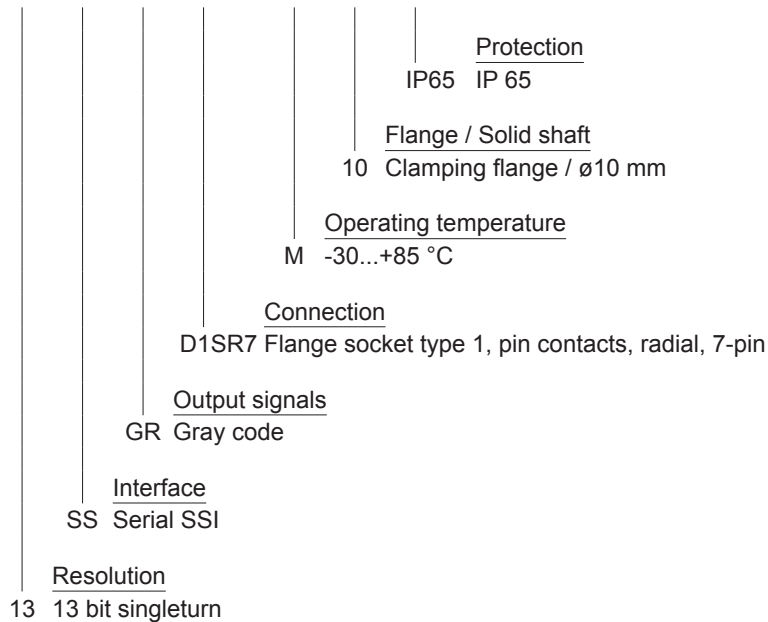 Protection
IP65 IP 65
Flange / Solid shaft
10 Clamping flange / ø10 mm
Operating temperature
M -30...+85 °C
Connection
D1SR7 Flange socket type 1, pin contacts, radial, 7-pin
Output signals
GR Gray code
Interface
SS Serial SSI
Resolution
13 13 bit singleturn